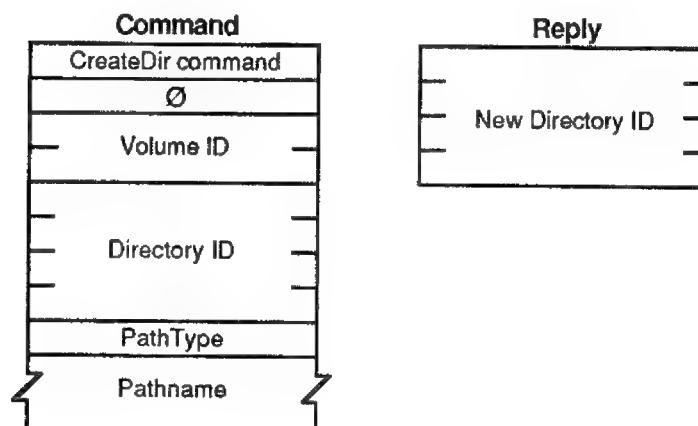 Command
CreateDir command
Ø
Volume ID
Directory ID
PathType
Pathname
Reply
New Directory ID